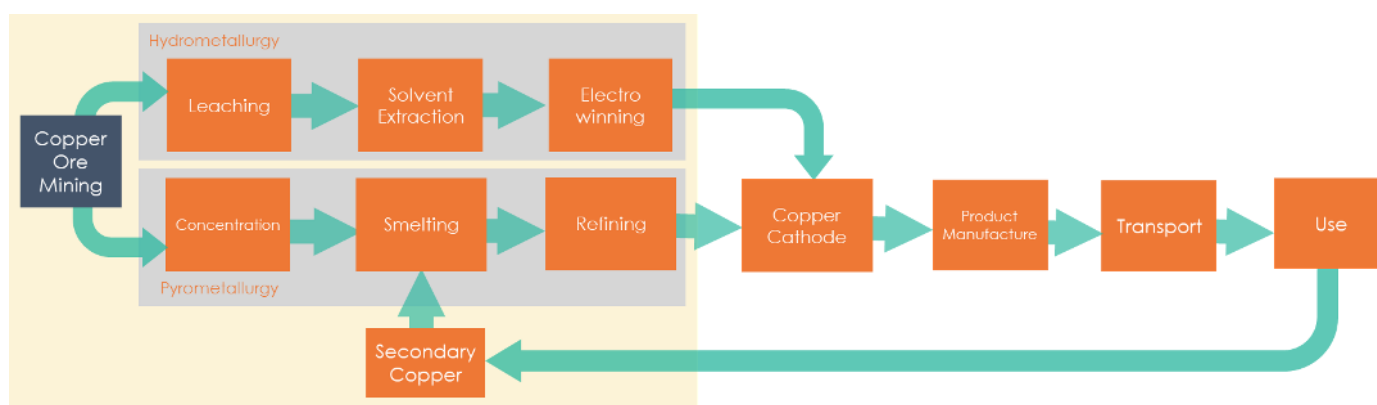 Hydrometallurgy
Leaching
Solvent
Extraction
Electro
winning
Copper
Ore
Mining
Concentration
Smelting
Refining
Pyrometallurgy
Copper
Cathode
Product
Manufacture
Transport
Use
Secondary
Copper